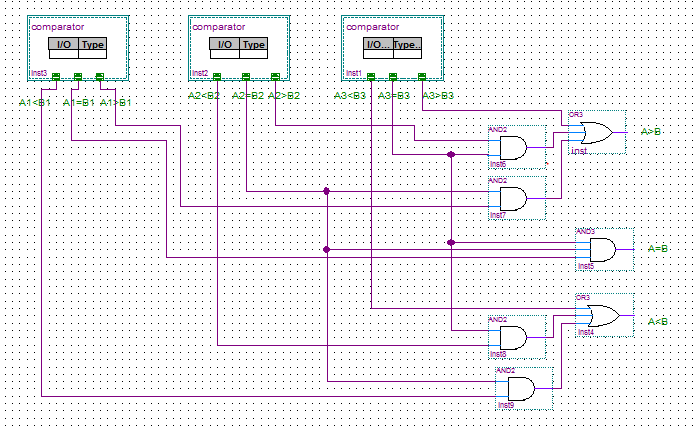 comparator
I/O Type
inst3
A1<B1 A1=B1 A1>B1
comparator
I/O Type
inst2
A2<B2 A2=B2 A2>B2
comparator
I/O... Type..
inst1
A3<B3 A3=B3 A3>B3
OR3
inst
A>B
AND2
inst6
AND2
inst7
AND3
inst5
A=B
OR3
inst4
A<B
AND2
inst8
AND2
inst9